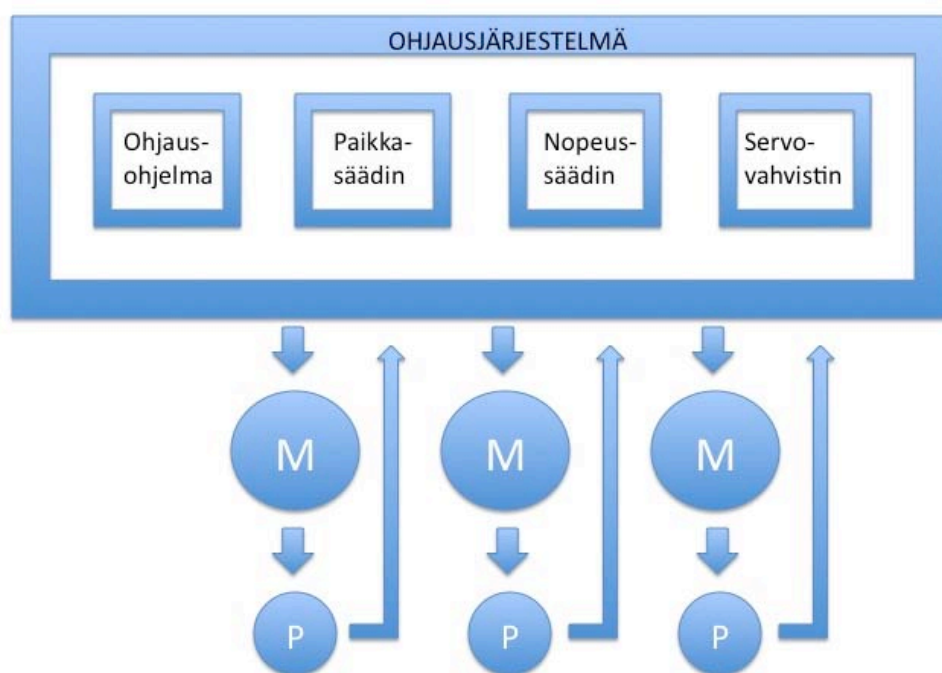 OHJAUSJÄRJESTELMÄ
Ohjaus-
ohjelma
Paikka-
säädin
Nopeus-
säädin
Servo-
vahvistin
M
M
M
P
P
P